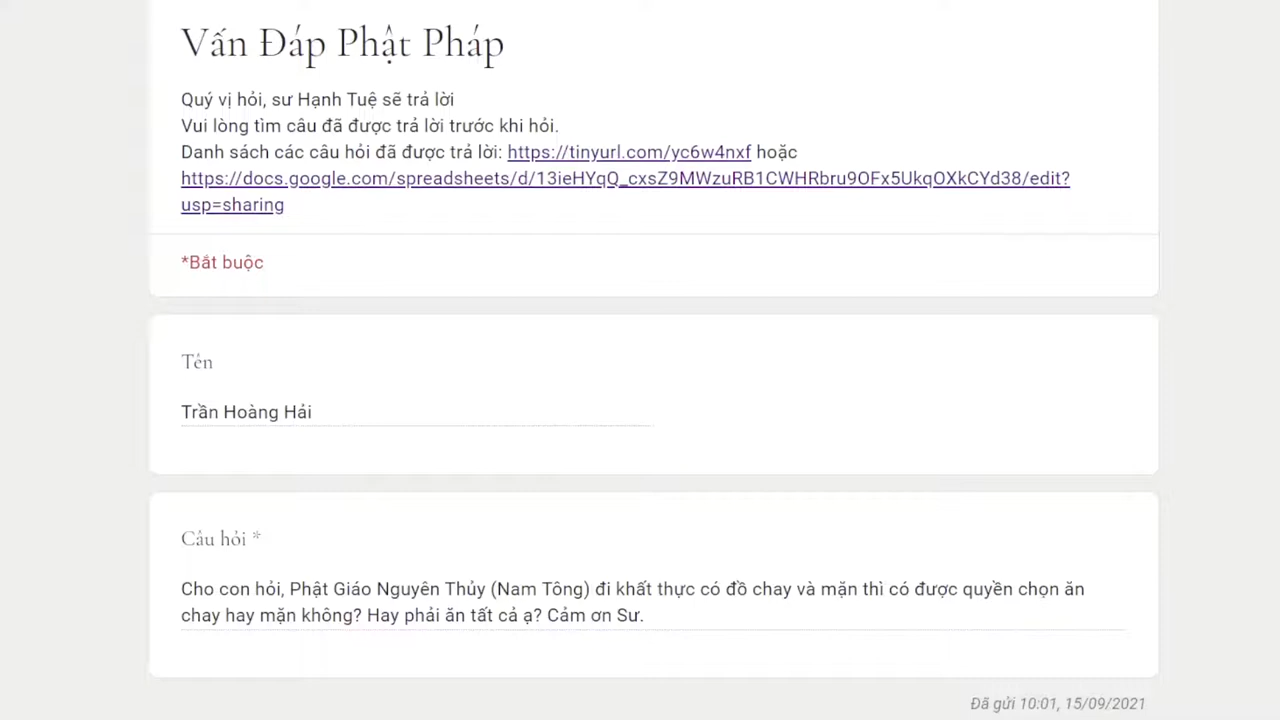 Vấn Đáp Phật Pháp
Quý vị hỏi, sư Hạnh Tuệ sẽ trả lời
Vui lòng tìm câu đã được trả lời trước khi hỏi.
Danh sách các câu hỏi đã được trả lời: https://tinyurl.com/yc6w4nxf hoặc
https://docs.google.com/spreadsheets/d/13ieHYqQ_cxsZ9MWzuRB1CWHRbru9OFx5UkqOXkCYd38/edit?
usp=sharing
*Bắt buộc
Tên
Trần Hoàng Hải
Câu hỏi *
Cho con hỏi, Phật Giáo Nguyên Thủy (Nam Tông) đi khất thực có đồ chay và mặn thì có được quyền chọn ăn
chay hay mặn không? Hay phải ăn tất cả ạ? Cảm ơn Sư.
Đã gửi 10:01, 15/09/2021